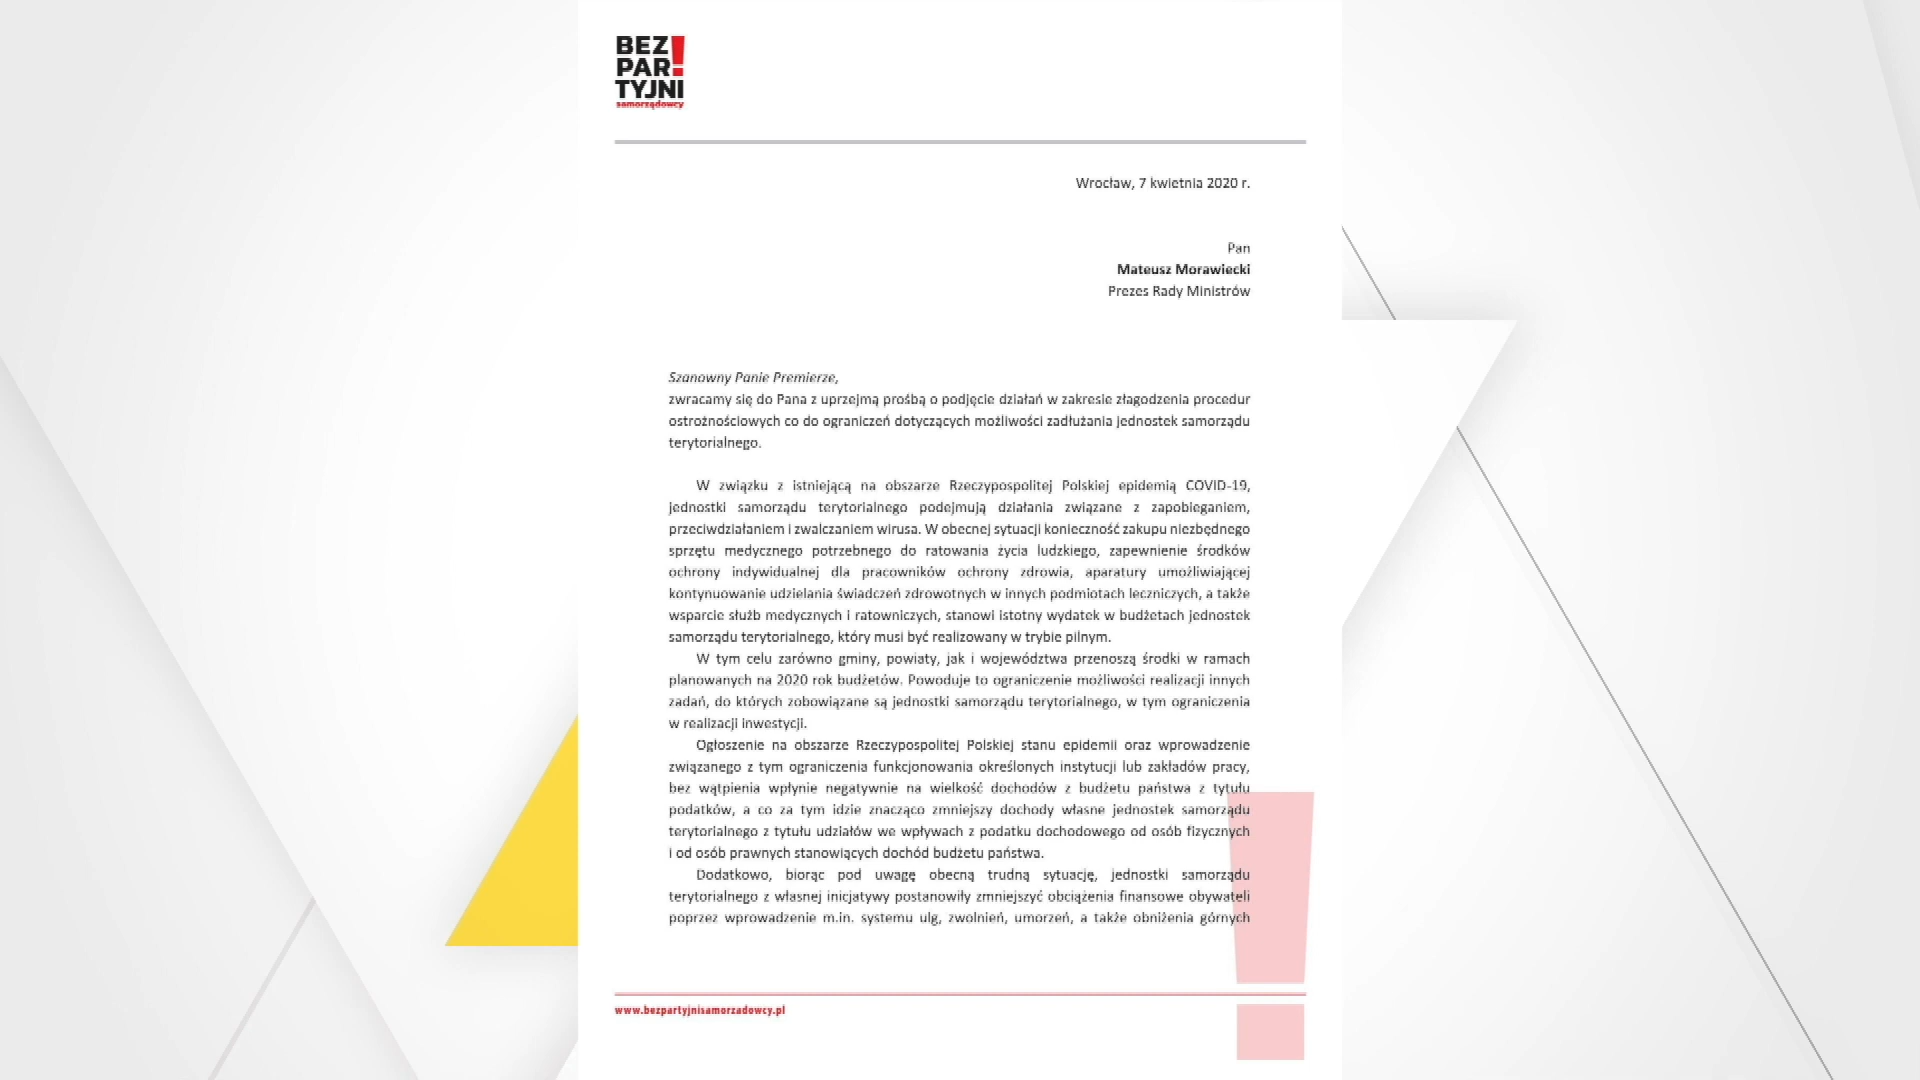 BEZ
PAR!
TYJNI
samorządowcy
Wrocław, 7 kwietnia 2020 r.
Pan
Mateusz Morawiecki
Prezes Rady Ministrów
Szanowny Panie Premierze,
zwracamy się do Pana z uprzejmą prośbą o podjęcie działań w zakresie złagodzenia procedur
ostrożnościowych co do ograniczeń dotyczących możliwości zadłużania jednostek samorządu
terytorialnego.
W związku z istniejącą na obszarze Rzeczypospolitej Polskiej epidemią COVID-19,
jednostki samorządu terytorialnego podejmują działania związane z zapobieganiem,
przeciwdziałaniem i zwalczaniem wirusa. W obecnej sytuacji konieczność zakupu niezbędnego
sprzętu medycznego potrzebnego do ratowania życia ludzkiego, zapewnienie środków
ochrony indywidualnej dla pracowników ochrony zdrowia, aparatury umożliwiającej
kontynuowanie udzielania świadczeń zdrowotnych w innych podmiotach leczniczych, a także
wsparcie służb medycznych i ratowniczych, stanowi istotny wydatek w budżetach jednostek
samorządu terytorialnego, który musi być realizowany w trybie pilnym.
W tym celu zarówno gminy, powiaty, jak i województwa przenoszą środki w ramach
planowanych na 2020 rok budżetów. Powoduje to ograniczenie możliwości realizacji innych
zadań, do których zobowiązane są jednostki samorządu terytorialnego, w tym ograniczenia
w realizacji inwestycji.
Ogłoszenie na obszarze Rzeczypospolitej Polskiej stanu epidemii oraz wprowadzenie
związanego z tym ograniczenia funkcjonowania określonych instytucji lub zakładów pracy,
bez wątpienia wpłynie negatywnie na wielkość dochodów z budżetu państwa z tytułu
podatków, a co za tym idzie znacząco zmniejszy dochody własne jednostek samorządu
terytorialnego z tytułu udziałów we wpływach z podatku dochodowego od osób fizycznych
i od osób prawnych stanowiących dochód budżetu państwa.
Dodatkowo, biorąc pod uwagę obecną trudną sytuację, jednostki samorządu
terytorialnego z własnej inicjatywy postanowiły zmniejszyć obciążenia finansowe obywateli
poprzez wprowadzenie m.in. systemu ulg, zwolnień, umorzeń, a także obniżenia górnych
www.bezpartyjnisamorzadowcy.pl